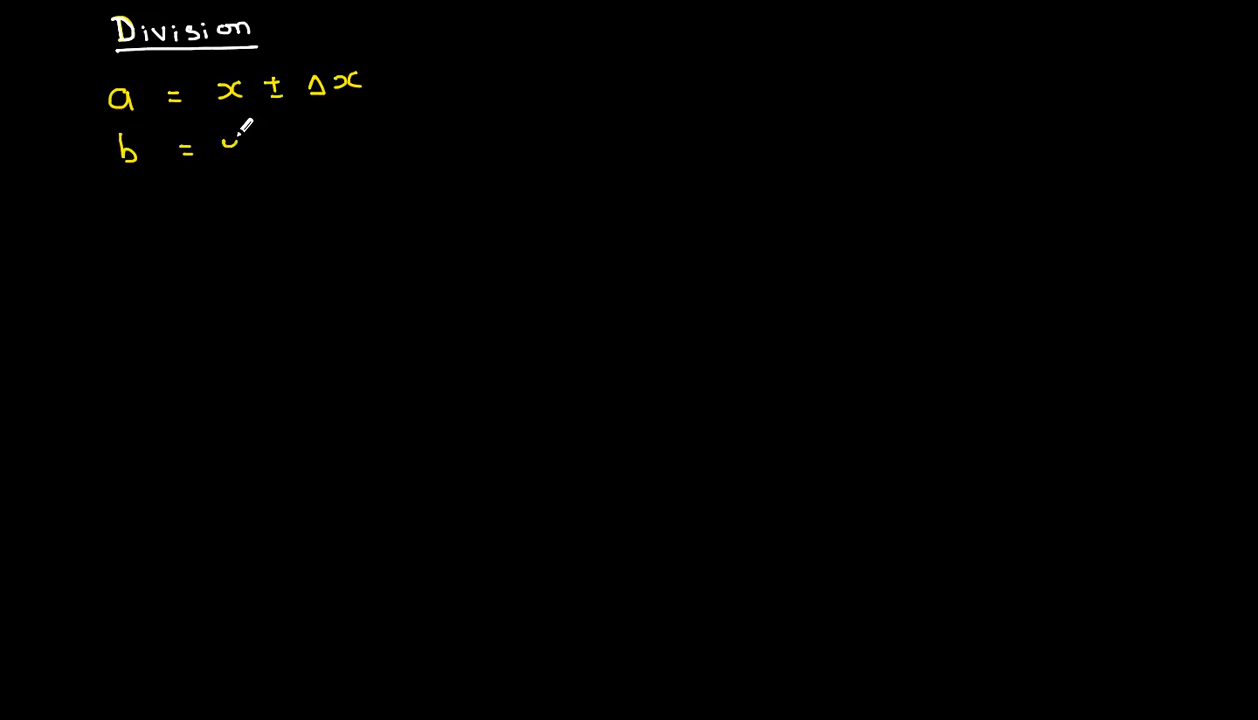 Division
a = x ± Δx
b =